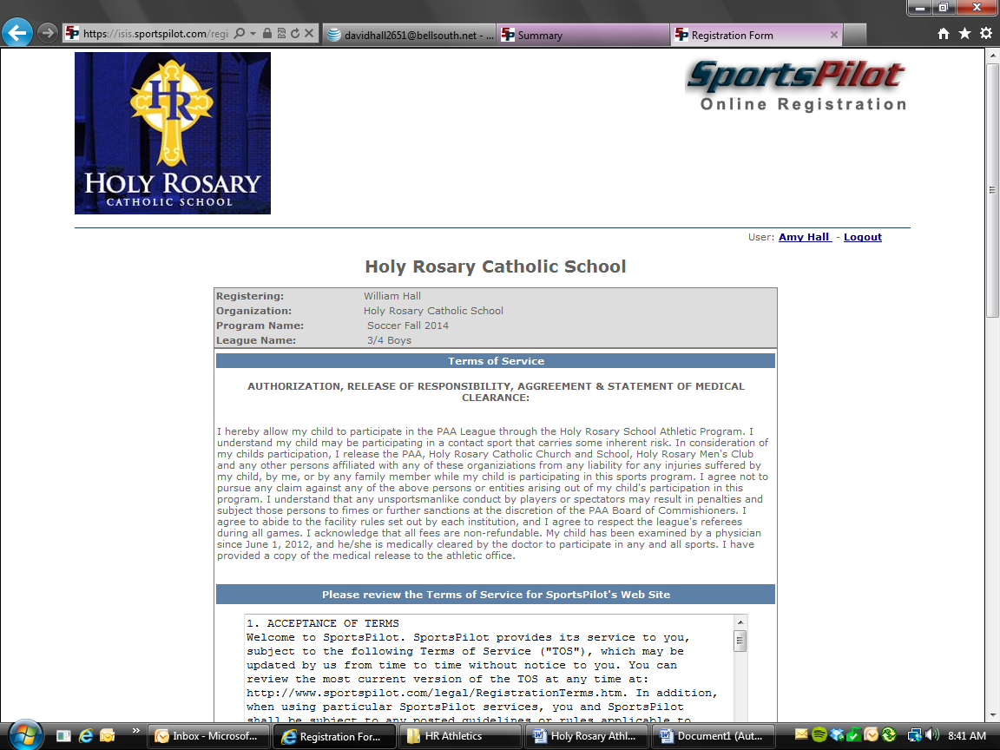 https://isis.sportspilot.com/regi
davidhall2651@bellsouth.net - ...
Summary
Registration Form
HR
HOLY ROSARY
CATHOLIC SCHOOL
SportsPilot
Online Registration
User: Amy Hall - Logout
Holy Rosary Catholic School
Registering: William Hall
Organization: Holy Rosary Catholic School
Program Name: Soccer Fall 2014
League Name: 3/4 Boys
Terms of Service
AUTHORIZATION, RELEASE OF RESPONSIBILITY, AGGREEMENT & STATEMENT OF MEDICAL
CLEARANCE:
I hereby allow my child to participate in the PAA League through the Holy Rosary School Athletic Program. I
understand my child may be participating in a contact sport that carries some inherent risk. In consideration of
my childs participation, I release the PAA, Holy Rosary Catholic Church and School, Holy Rosary Men's Club
and any other persons affiliated with any of these organiziations from any liability for any injuries suffered by
my child, by me, or by any family member while my child is participating in this sports program. I agree not to
pursue any claim against any of the above persons or entities arising out of my child's participation in this
program. I understand that any unsportsmanlike conduct by players or spectators may result in penalties and
subject those persons to fimes or further sanctions at the discretion of the PAA Board of Commishioners. I
agree to abide to the facility rules set out by each institution, and I agree to respect the league's referees
during all games. I acknowledge that all fees are non-refundable. My child has been examined by a physician
since June 1, 2012, and he/she is medically cleared by the doctor to participate in any and all sports. I have
provided a copy of the medical release to the athletic office.
Please review the Terms of Service for SportsPilot's Web Site
1. ACCEPTANCE OF TERMS
Welcome to SportsPilot. SportsPilot provides its service to you,
subject to the following Terms of Service ("TOS"), which may be
updated by us from time to time without notice to you. You can
review the most current version of the TOS at any time at:
http://www.sportspilot.com/legal/RegistrationTerms.htm. In addition,
when using particular SportsPilot services, you and SportsPilot
shall be subject to any posted guidelines or rules applicable to
Inbox - Microsof...
Registration For...
HR Athletics
Holy Rosary Athl...
Document1 (Aut...
8:41 AM